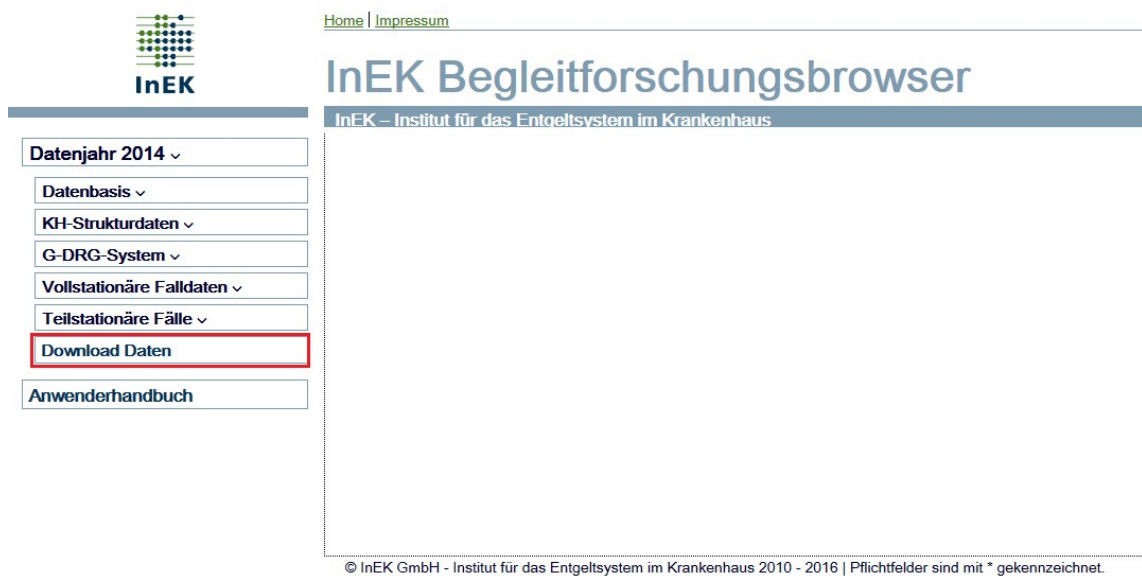 InEK
Home | Impressum
InEK Begleitforschungsbrowser
InEK – Institut für das Entgeltsystem im Krankenhaus
Datenjahr 2014
Datenbasis
KH-Strukturdaten
G-DRG-System
Vollstationäre Falldaten
Teilstationäre Fälle
Download Daten
Anwenderhandbuch
© InEK GmbH - Institut für das Entgeltsystem im Krankenhaus 2010 - 2016 | Pflichtfelder sind mit * gekennzeichnet.